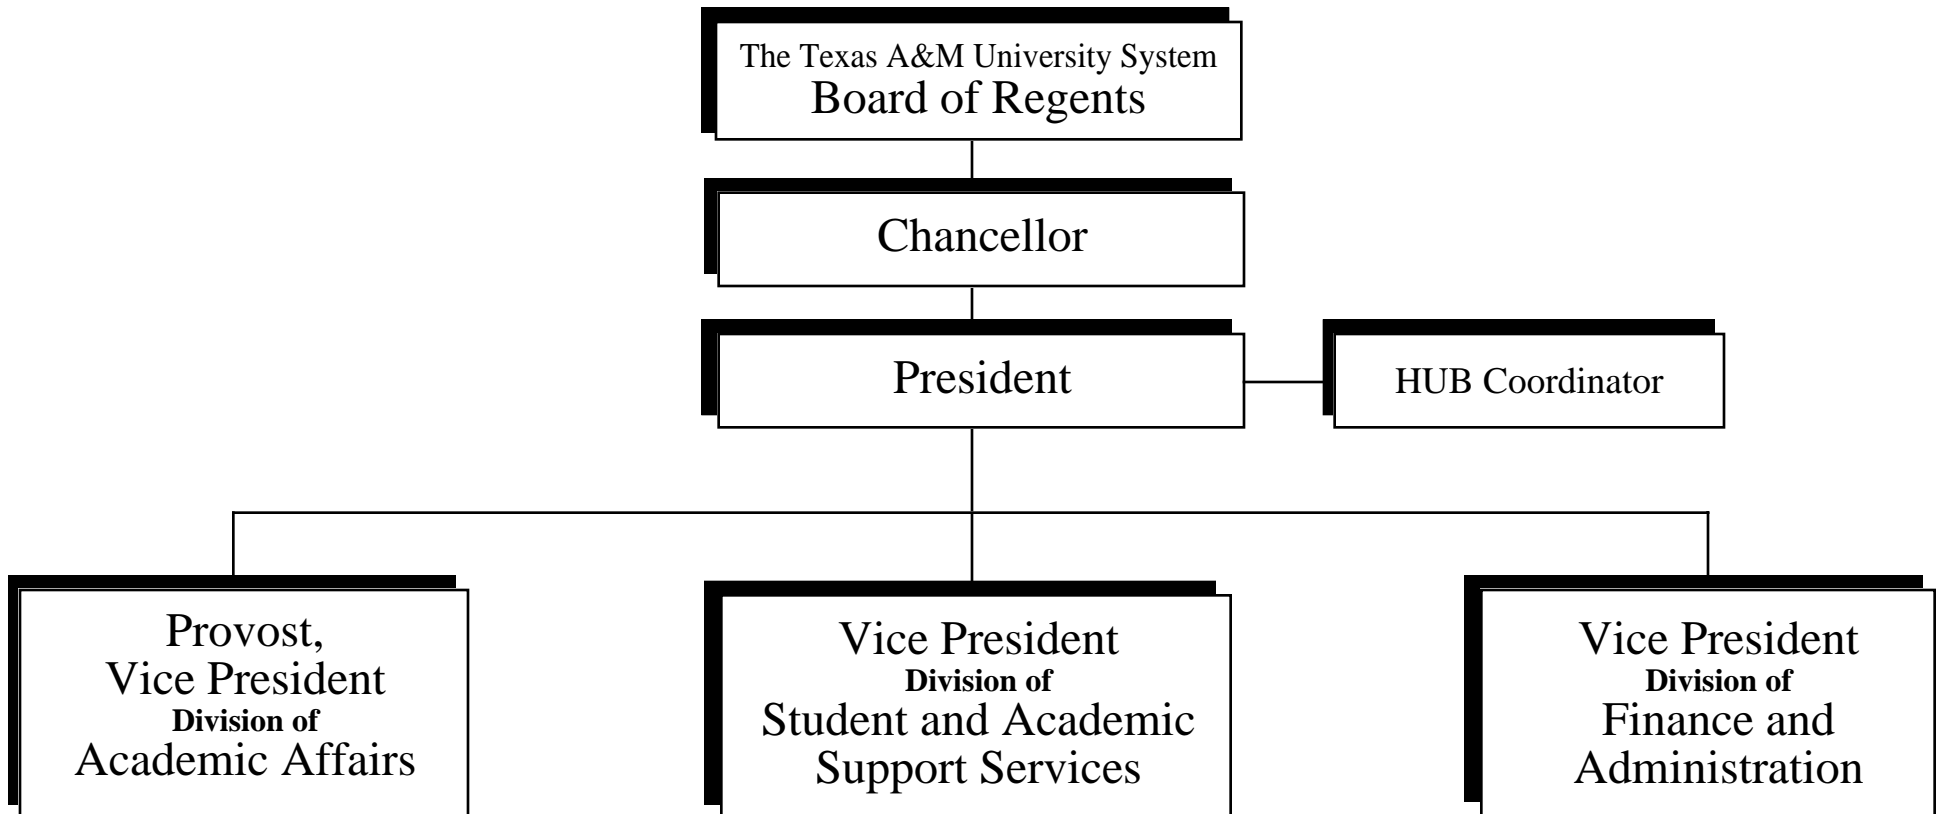 The Texas A&M University System
Board of Regents
Chancellor
President
HUB Coordinator
Provost,
Vice President
Division of
Academic Affairs
Vice President
Division of
Student and Academic
Support Services
Vice President
Division of
Finance and
Administration